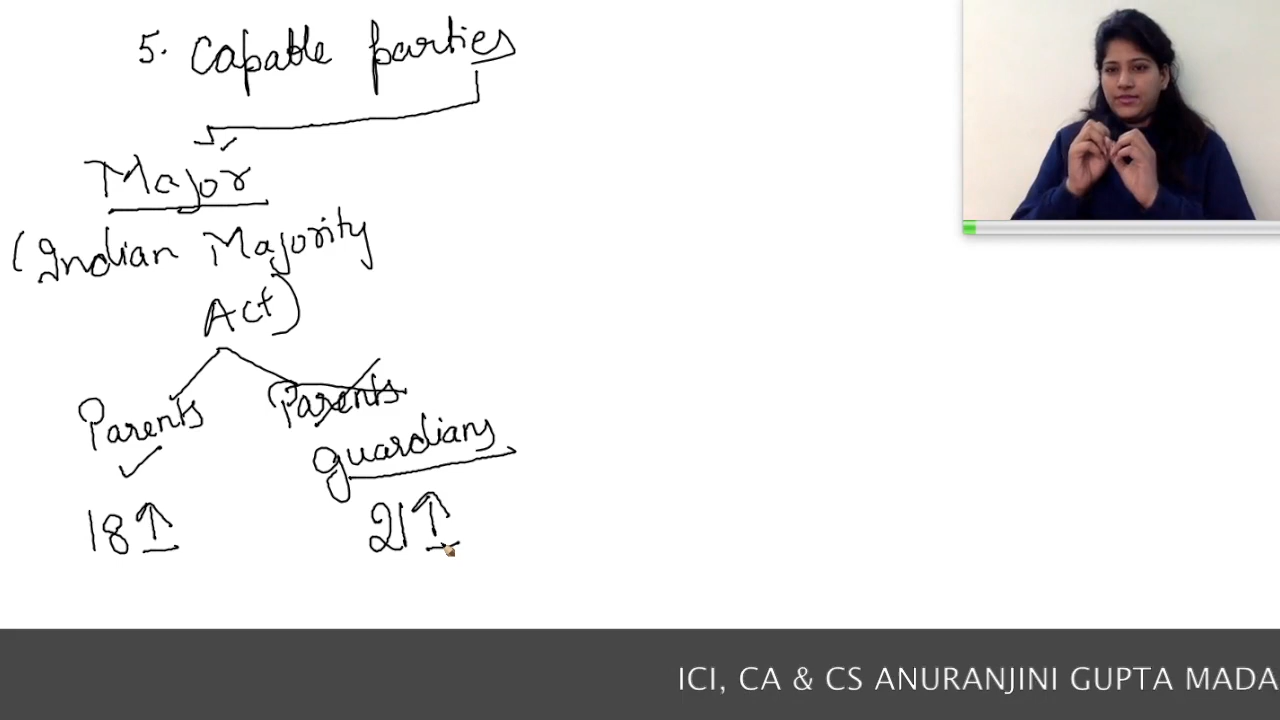 5. Capable parties
Major
(Indian Majority
Act)
Parents
Parents
guardians
18↑
21↑
ICI, CA & CS ANURANJINI GUPTA MADA